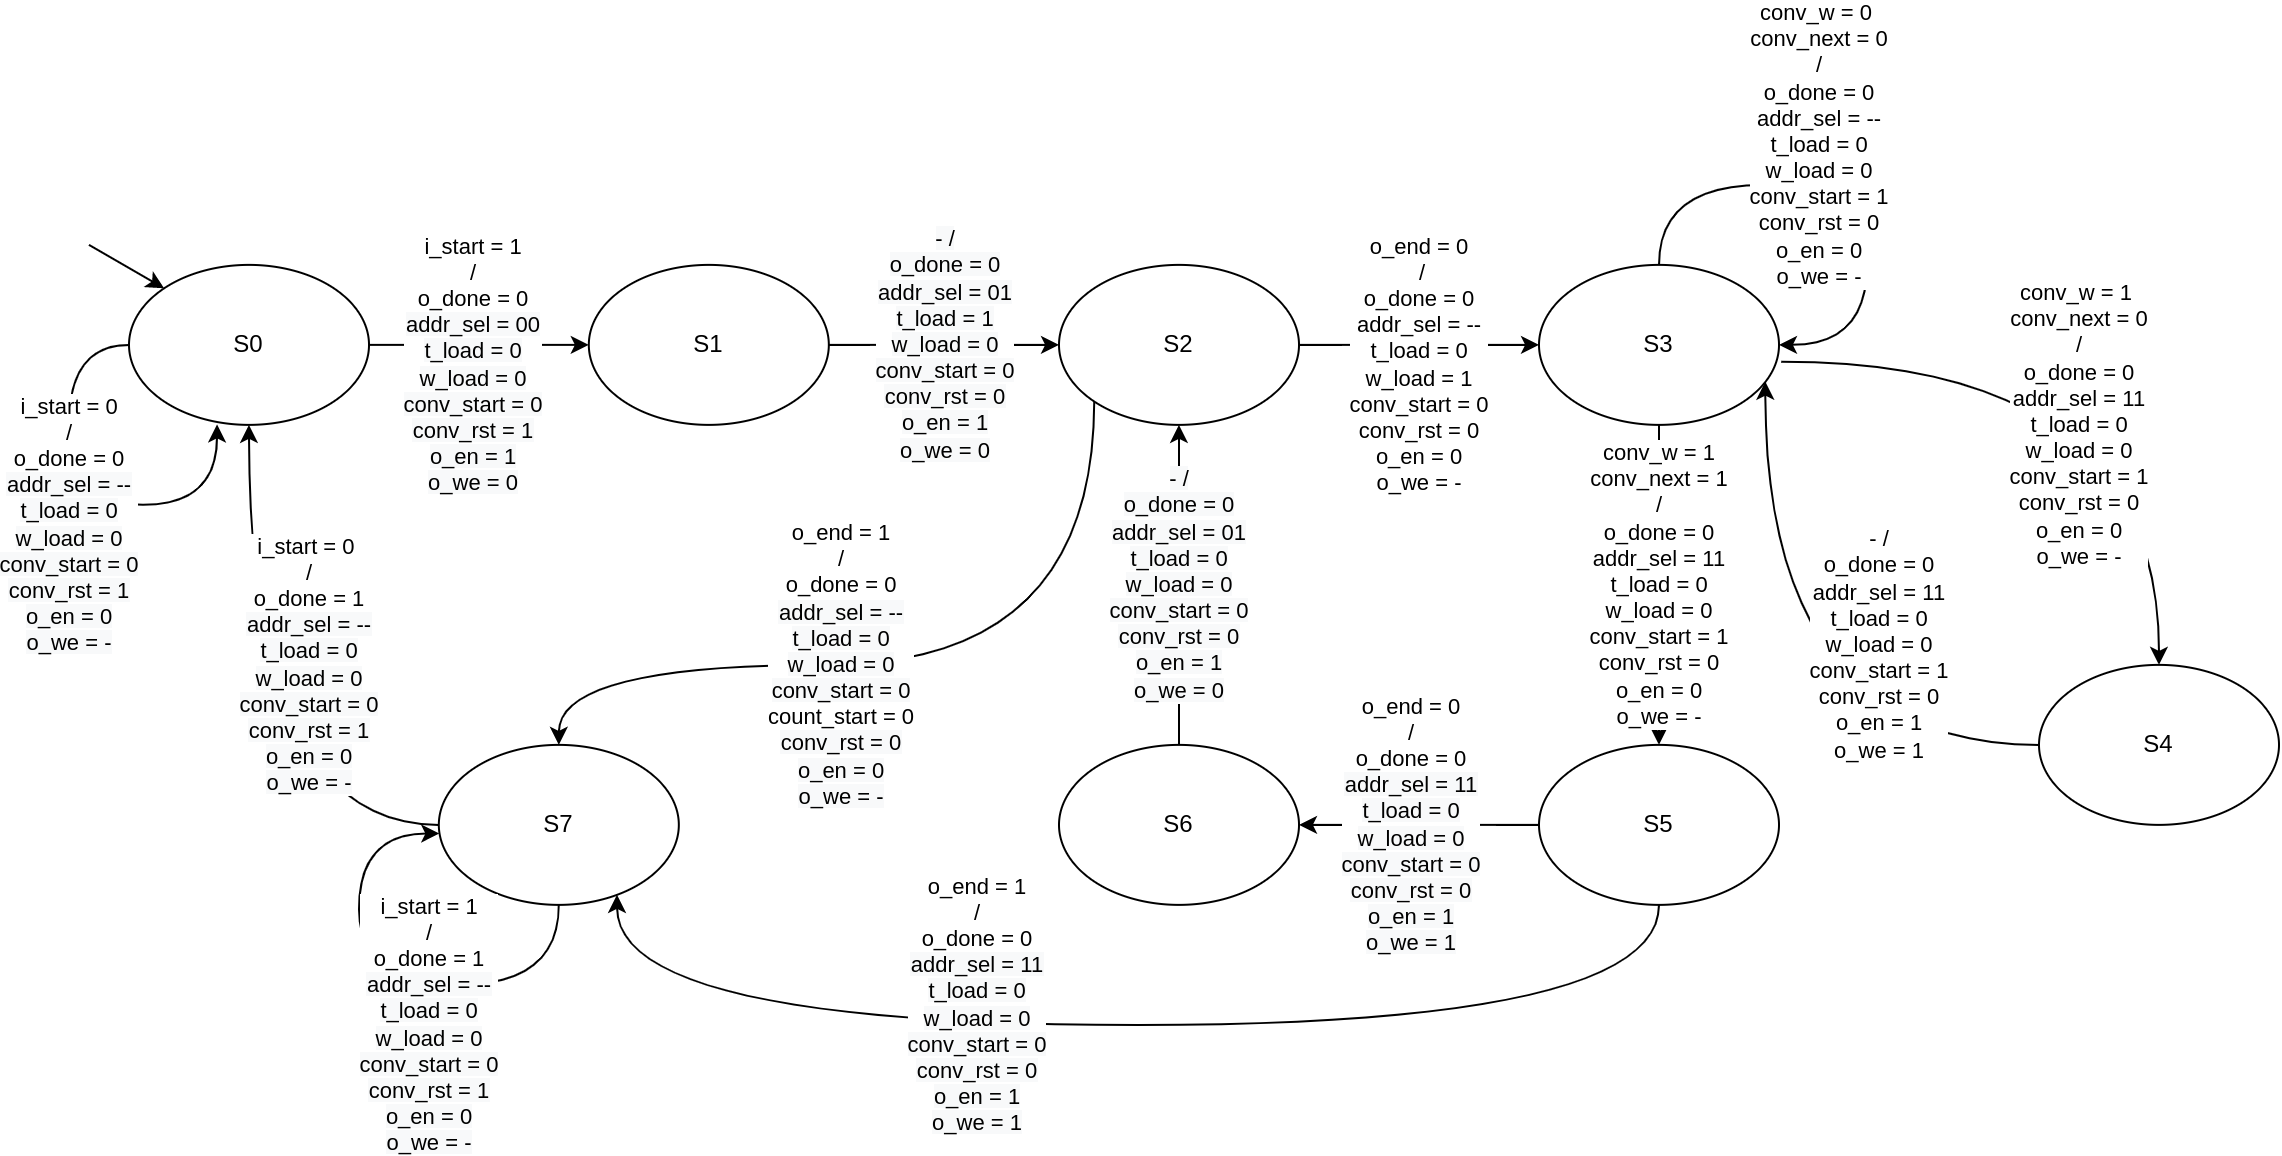 conv_w = 0
conv_next = 0
/
o_done = 0
addr_sel = --
t_load = 0
w_load = 0
conv_start = 1
conv_rst = 0
o_en = 0
o_we = -
S0
i_start = 1
/
o_done = 0
addr_sel = 00
t_load = 0
w_load = 0
conv_start = 0
conv_rst = 1
o_en = 1
o_we = 0
S1
- /
o_done = 0
addr_sel = 01
t_load = 1
w_load = 0
conv_start = 0
conv_rst = 0
o_en = 1
o_we = 0
S2
o_end = 0
/
o_done = 0
addr_sel = --
t_load = 0
w_load = 1
conv_start = 0
conv_rst = 0
o_en = 0
o_we = -
S3
conv_w = 1
conv_next = 0
/
o_done = 0
addr_sel = 11
t_load = 0
w_load = 0
conv_start = 1
conv_rst = 0
o_en = 0
o_we = -
i_start = 0
/
o_done = 0
addr_sel = --
t_load = 0
w_load = 0
conv_start = 0
conv_rst = 1
o_en = 0
o_we = -
i_start = 0
/
o_done = 1
addr_sel = --
t_load = 0
w_load = 0
conv_start = 0
conv_rst = 1
o_en = 0
o_we = -
o_end = 1
/
o_done = 0
addr_sel = --
t_load = 0
w_load = 0
conv_start = 0
count_start = 0
conv_rst = 0
o_en = 0
o_we = -
- /
o_done = 0
addr_sel = 01
t_load = 0
w_load = 0
conv_start = 0
conv_rst = 0
o_en = 1
o_we = 0
conv_w = 1
conv_next = 1
/
o_done = 0
addr_sel = 11
t_load = 0
w_load = 0
conv_start = 1
conv_rst = 0
o_en = 0
o_we = -
- /
o_done = 0
addr_sel = 11
t_load = 0
w_load = 0
conv_start = 1
conv_rst = 0
o_en = 1
o_we = 1
S4
S7
S6
o_end = 0
/
o_done = 0
addr_sel = 11
t_load = 0
w_load = 0
conv_start = 0
conv_rst = 0
o_en = 1
o_we = 1
S5
i_start = 1
/
o_done = 1
addr_sel = --
t_load = 0
w_load = 0
conv_start = 0
conv_rst = 1
o_en = 0
o_we = -
o_end = 1
/
o_done = 0
addr_sel = 11
t_load = 0
w_load = 0
conv_start = 0
conv_rst = 0
o_en = 1
o_we = 1